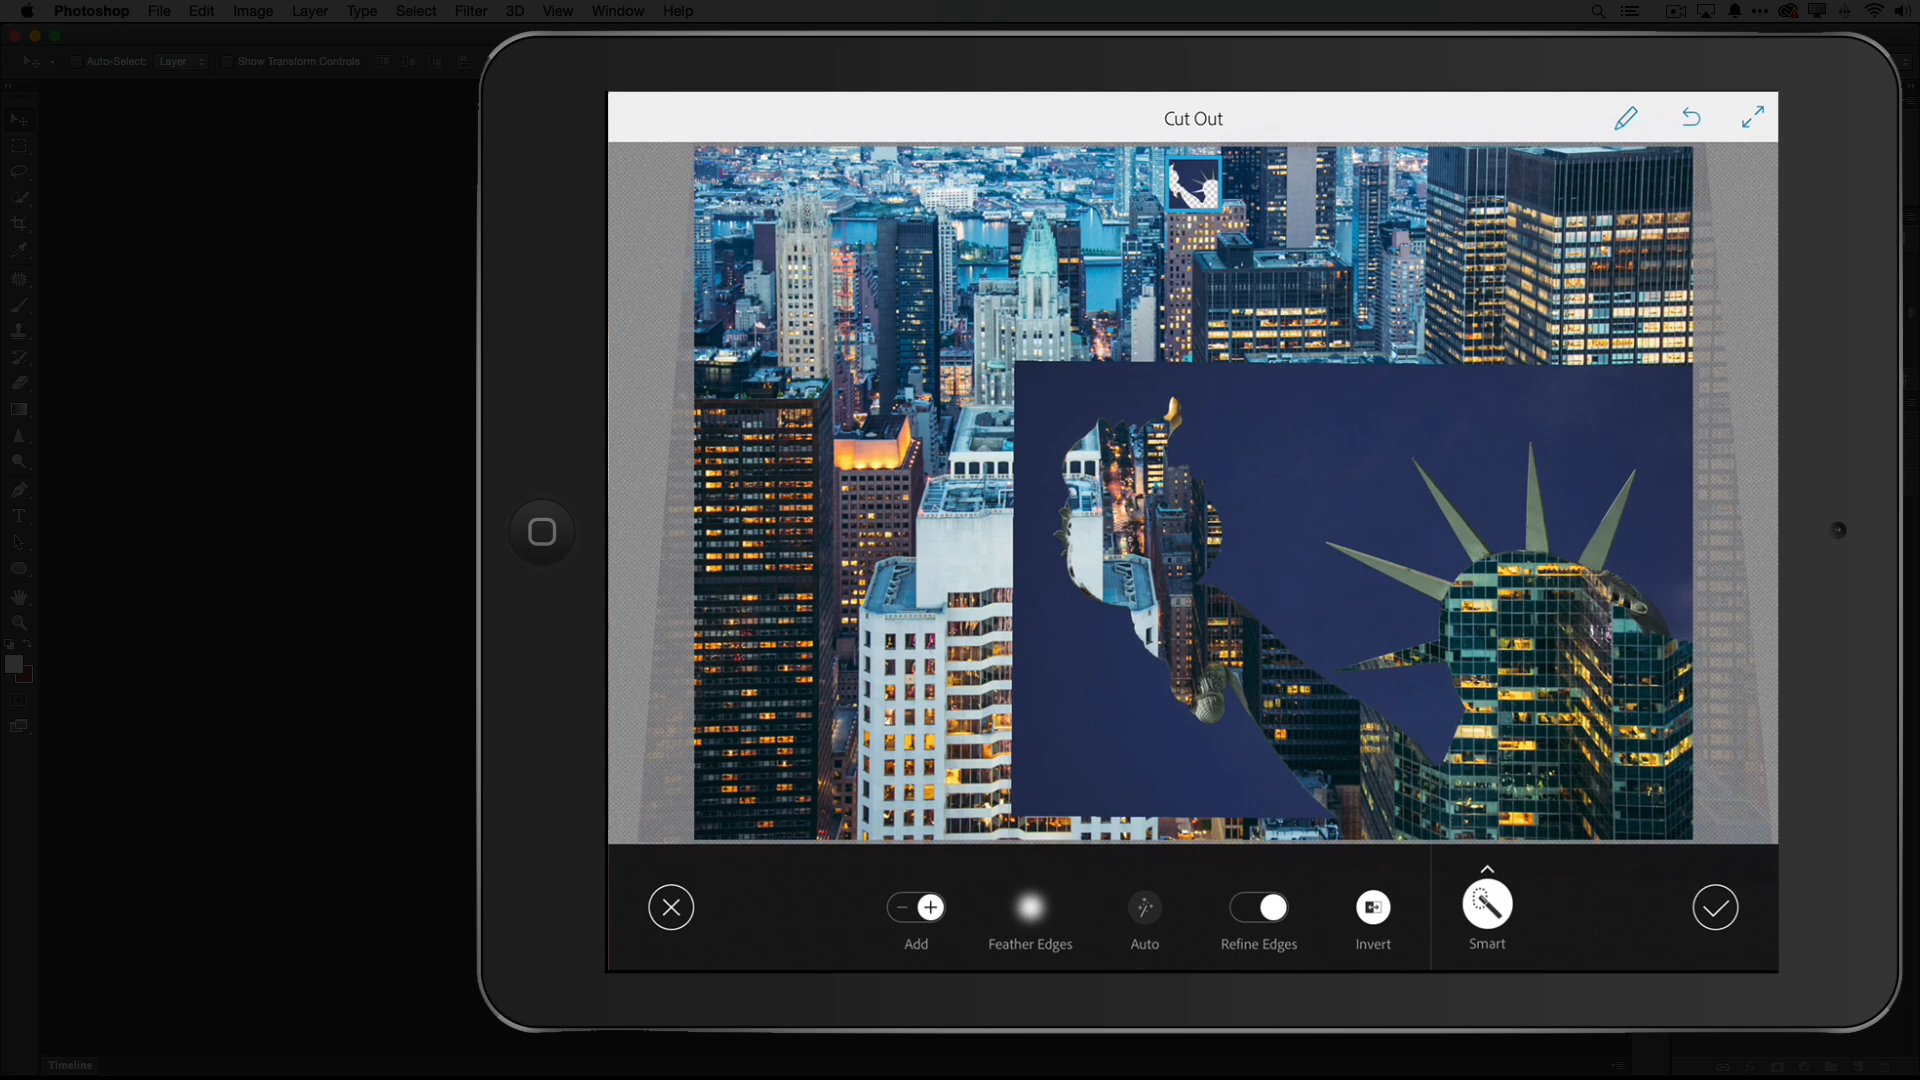 Photoshop File Edit Image Layer Type Select Filter 3D View Window Help
Auto-Select: Layer Show Transform Controls
Cut Out
Add Feather Edges Auto Refine Edges Invert Smart
Timeline